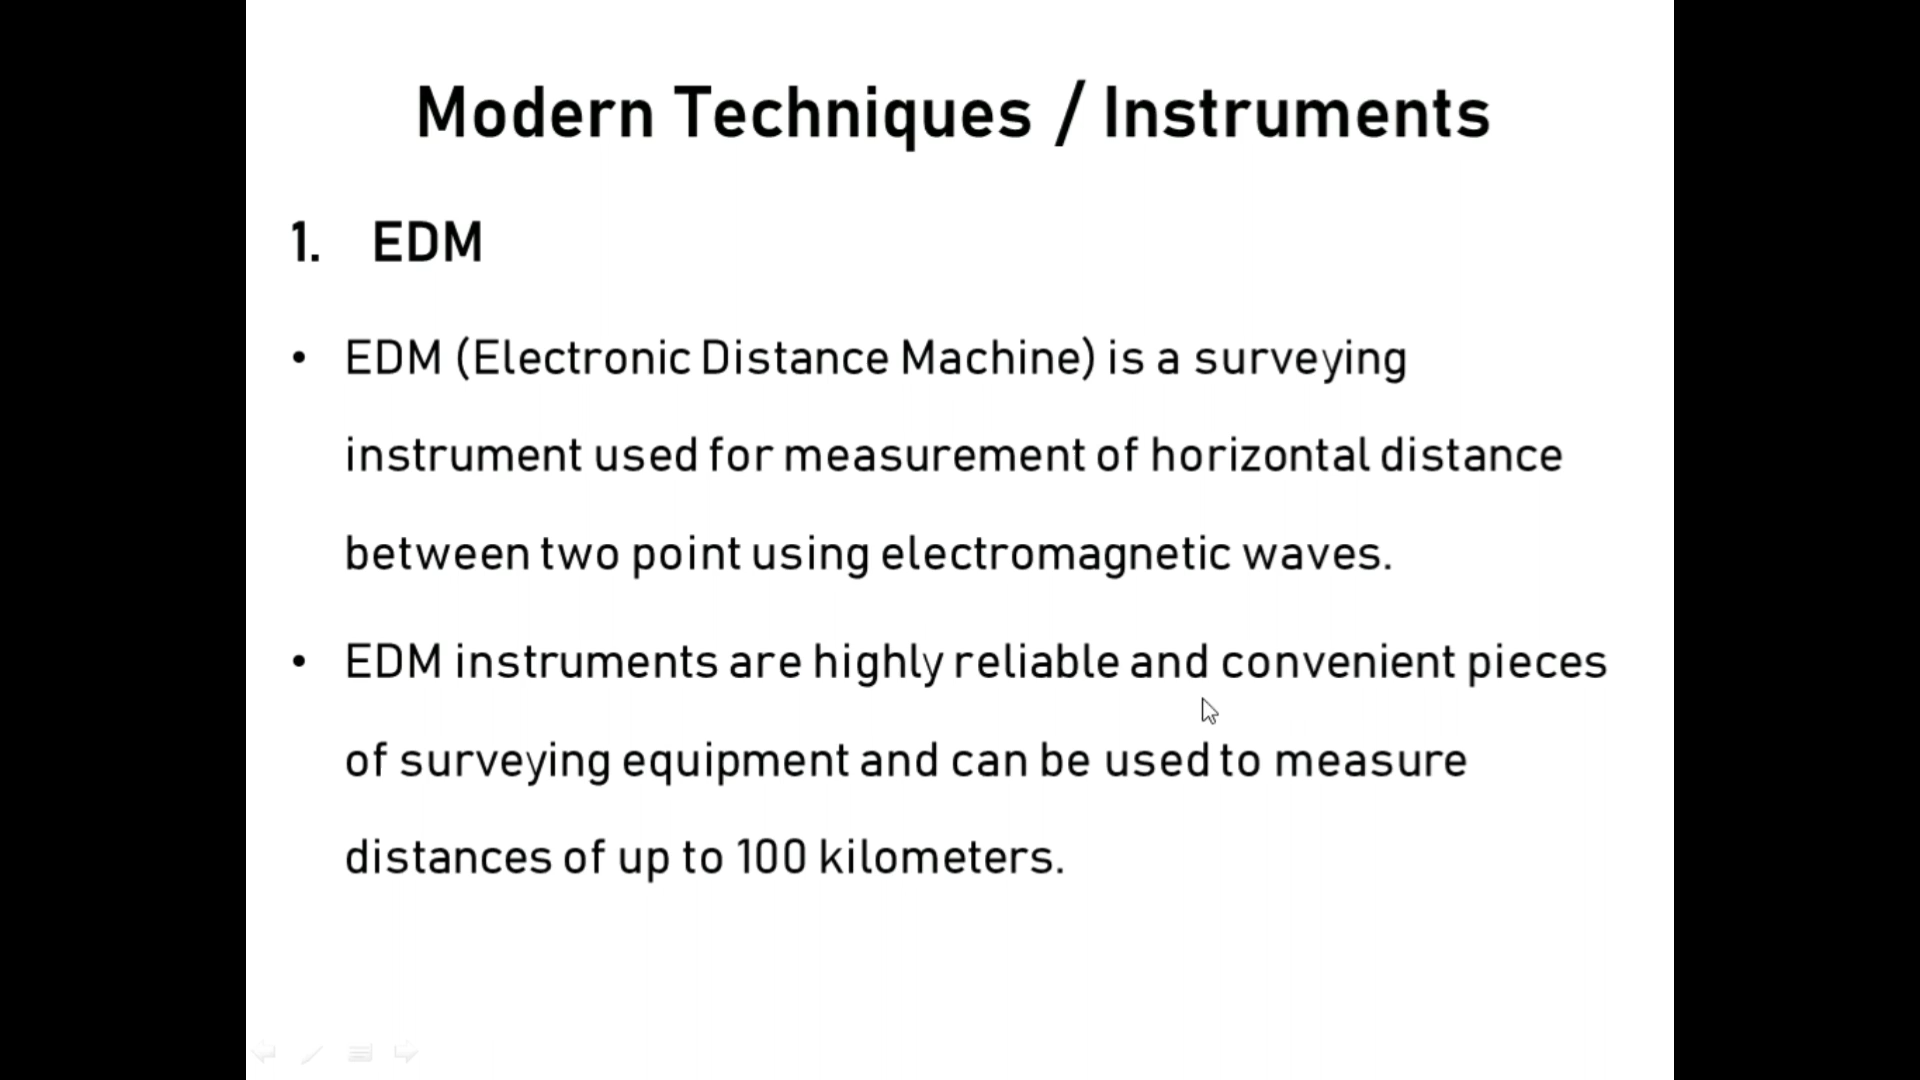 Modern Techniques / Instruments
1. EDM
• EDM (Electronic Distance Machine) is a surveying
instrument used for measurement of horizontal distance
between two point using electromagnetic waves.
• EDM instruments are highly reliable and convenient pieces
of surveying equipment and can be used to measure
distances of up to 100 kilometers.